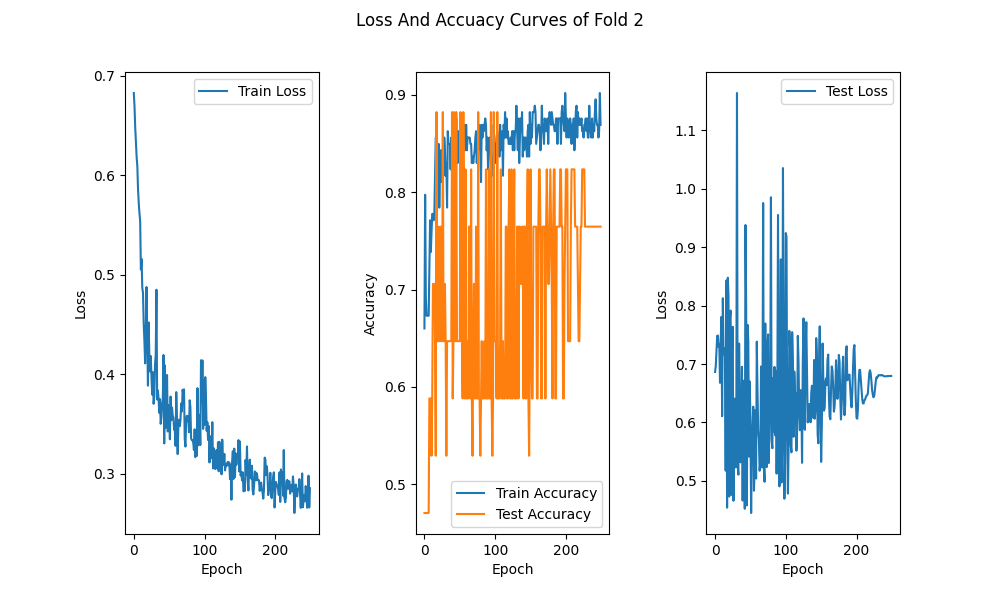 Loss And Accuacy Curves of Fold 2
0.7
0.6
0.5
0.4
0.3
Loss
0
100
200
Epoch
Train Loss
0.9
0.8
0.7
0.6
0.5
Accuracy
0
100
200
Epoch
Train Accuracy
Test Accuracy
1.1
1.0
0.9
0.8
0.7
0.6
0.5
Loss
0
100
200
Epoch
Test Loss